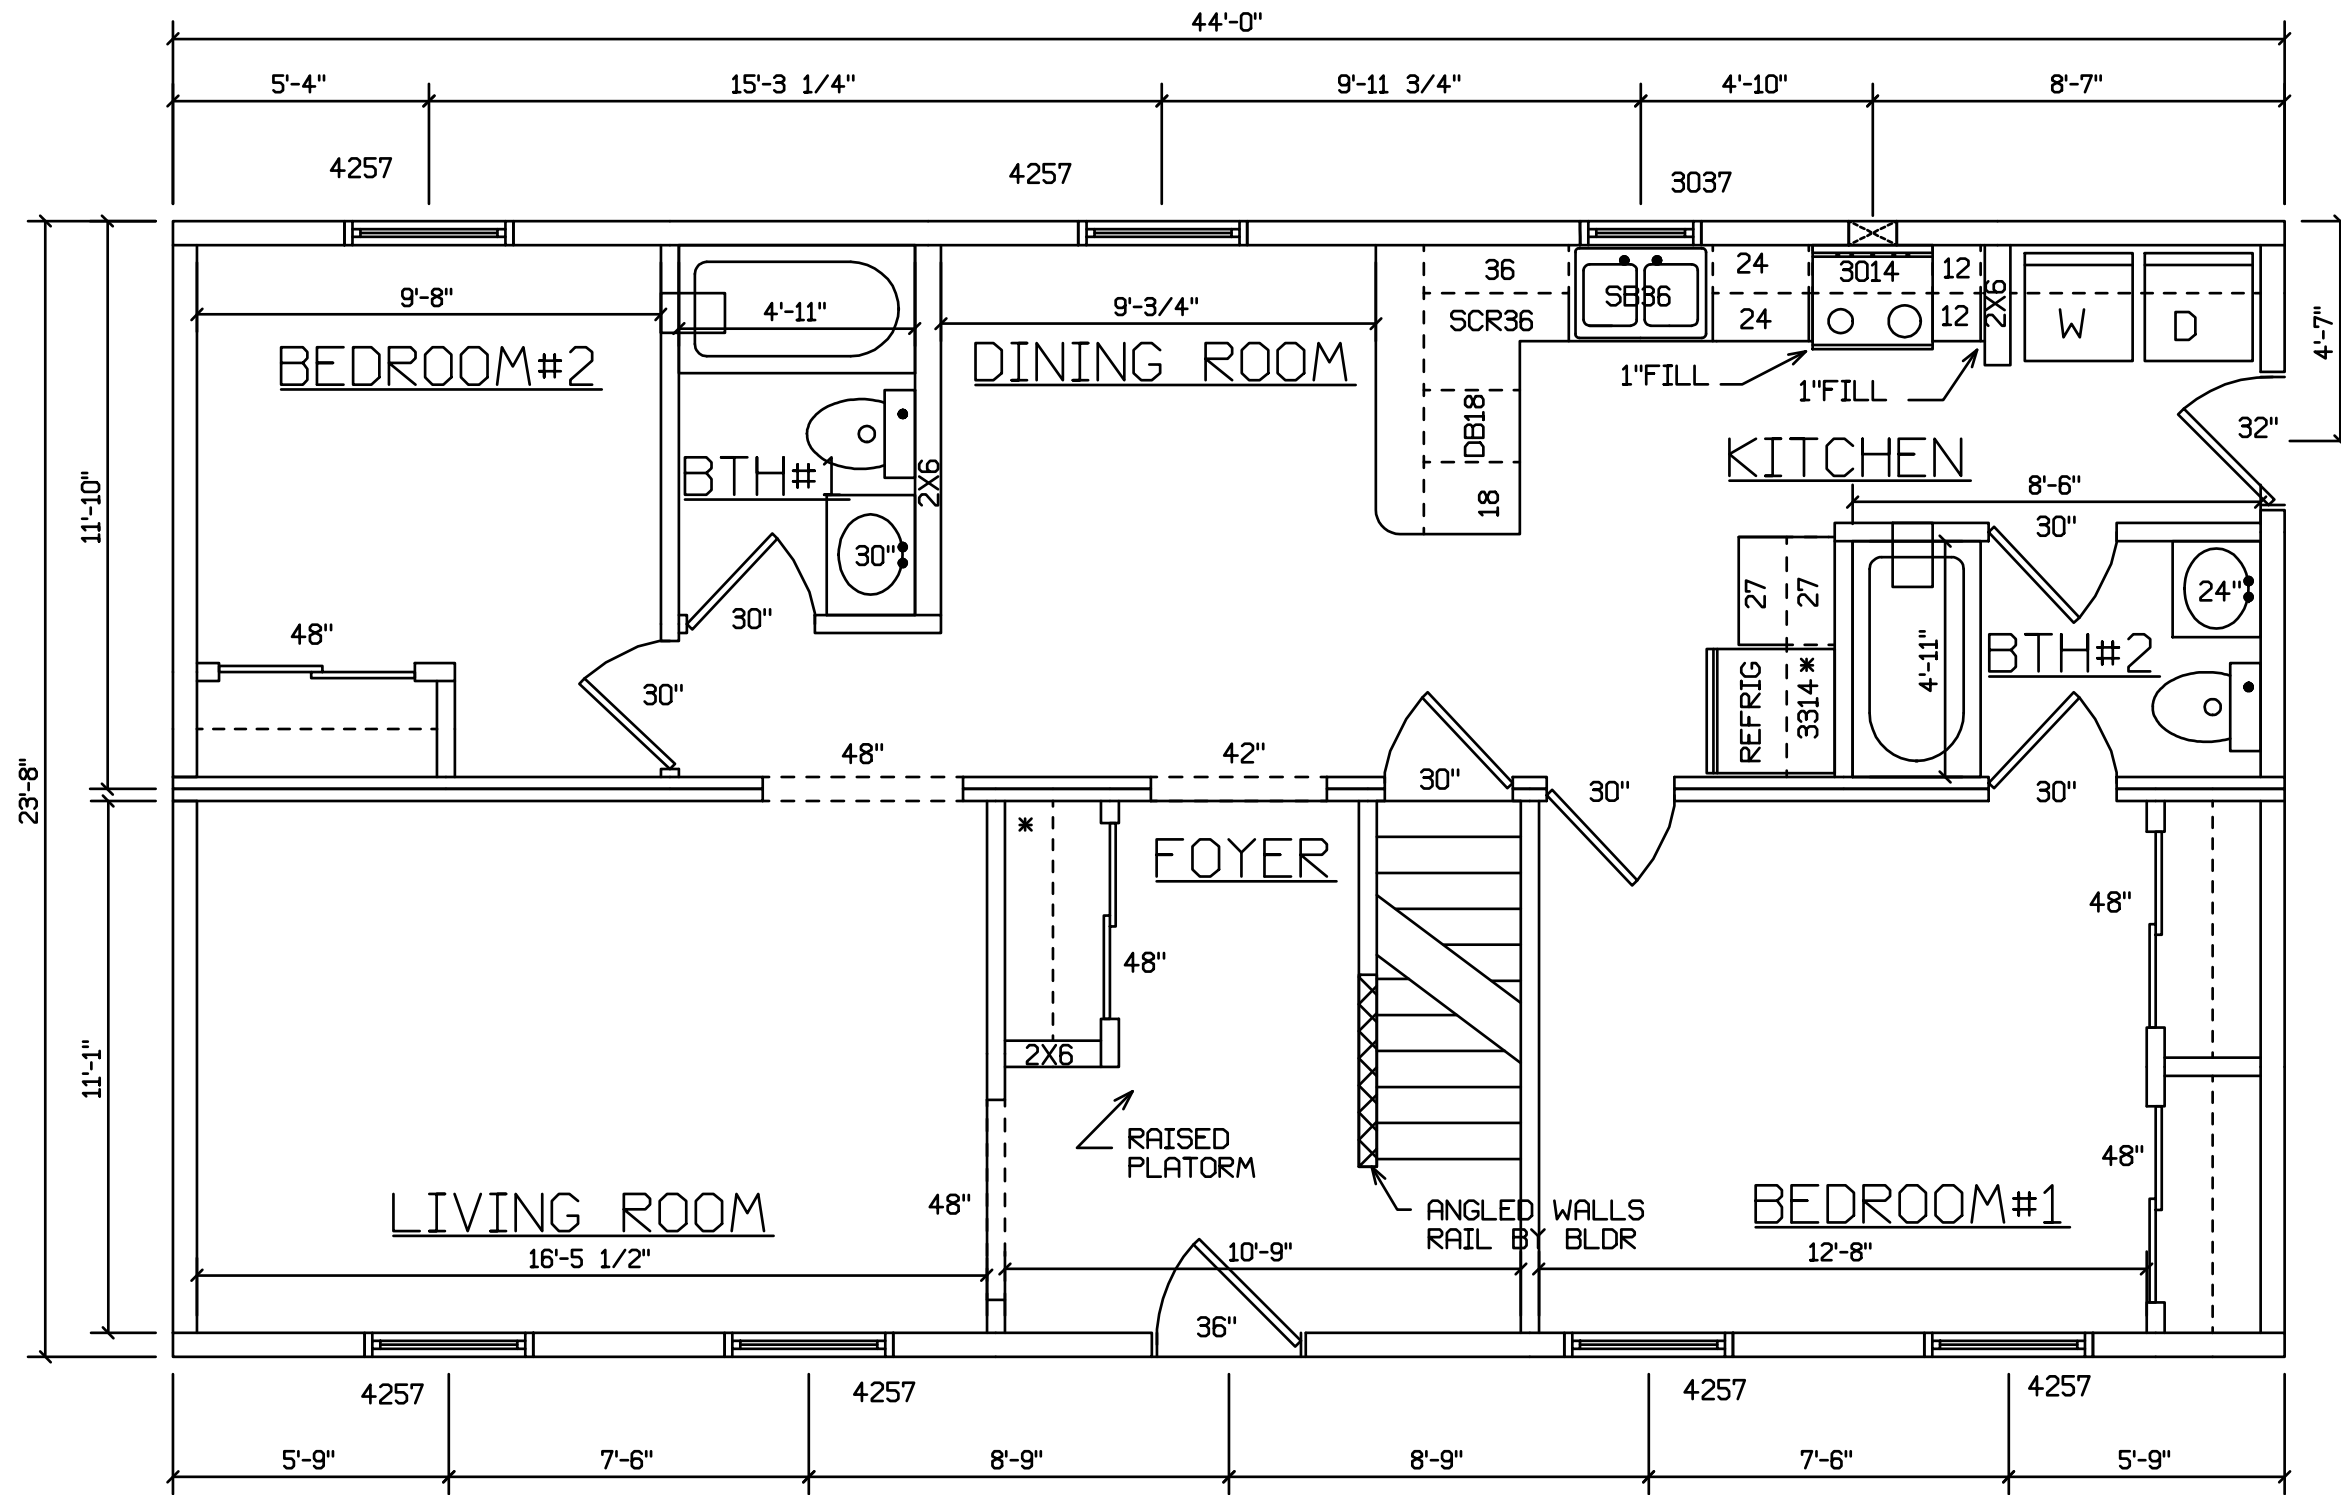 44'-0"
5'-4"
15'-3 1/4"
9'-11 3/4"
4'-10"
8'-7"
4257
4257
3037
36
24
3014
12
SB36
SCR36
24
12
2X6
W
D
9'-8"
4'-11"
9'-3/4"
4'-7"
BEDROOM#2
DINING ROOM
1"FILL
1"FILL
DB18
32"
KITCHEN
BTH#1
2X6
18
8'-6"
11'-10"
30"
30"
27
27
24"
30"
48"
4'-11"
BTH#2
30"
REFRIG
3314*
48"
42"
30"
30"
30"
23'-8"
*
FOYER
48"
48"
2X6
11'-1"
RAISED
PLATORM
48"
48"
LIVING ROOM
ANGLED WALLS
RAIL BY BLDR
BEDROOM#1
16'-5 1/2"
10'-9"
12'-8"
36"
4257
4257
4257
4257
5'-9"
7'-6"
8'-9"
8'-9"
7'-6"
5'-9"